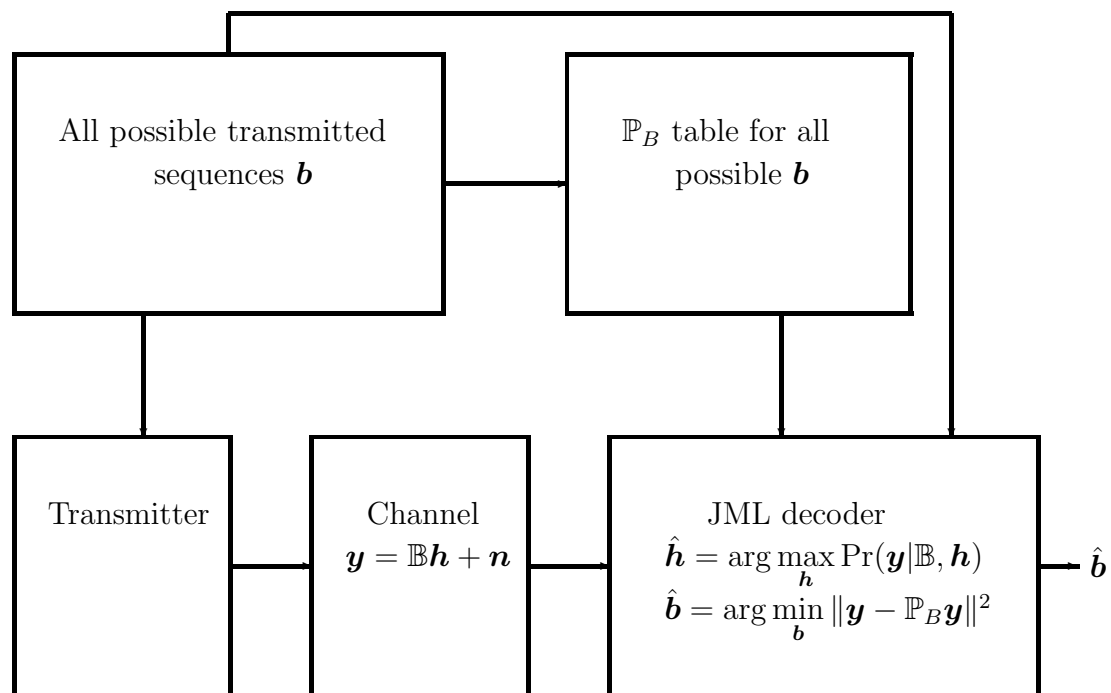 All possible transmitted
sequences 𝒃
ℙ_B table for all
possible 𝒃
Transmitter
Channel
𝒚 = 𝔹𝒉 + 𝒏
JML decoder
𝒉̂ = arg max_𝒉 Pr(𝒚|𝔹, 𝒉)
𝒃̂ = arg min_𝒃 ‖𝒚 − ℙ_B𝒚‖²
𝒃̂